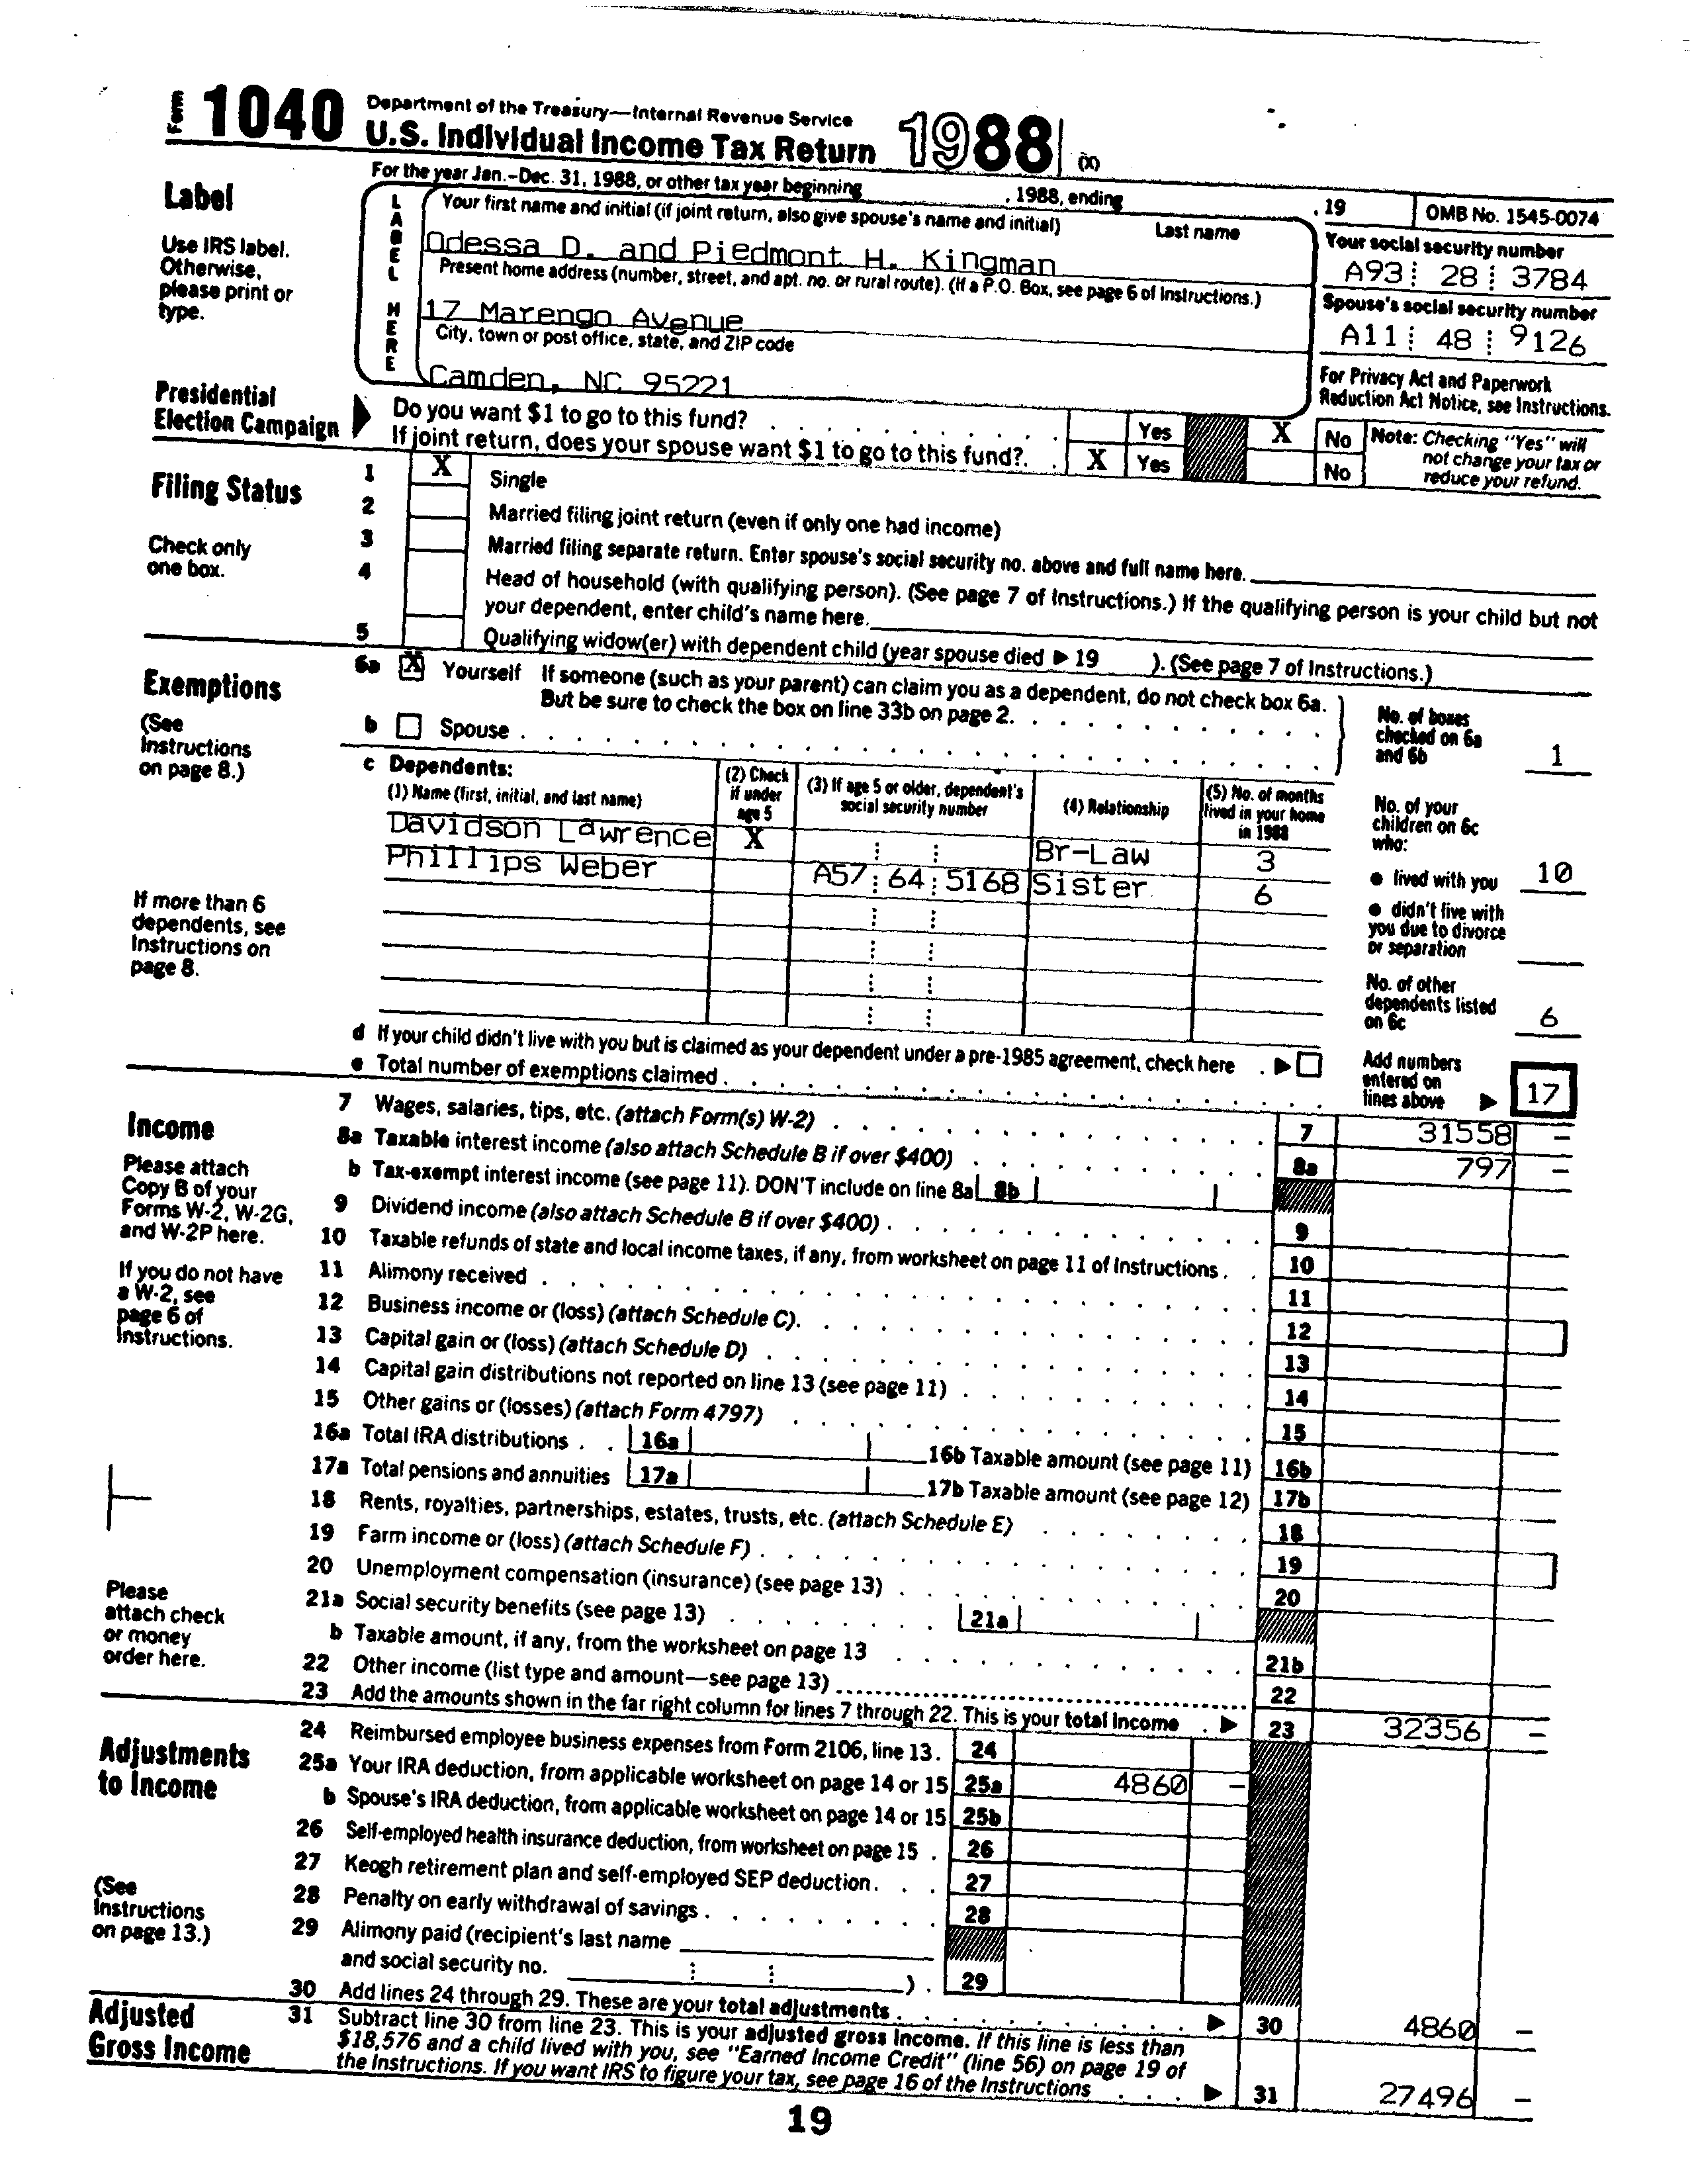 Form 1040 Department of the Treasury—Internal Revenue Service
U.S. Individual Income Tax Return 1988 (X)
For the year Jan.-Dec. 31, 1988, or other tax year beginning , 1988, ending , 19 OMB No. 1545-0074
Label
Use IRS label.
Otherwise,
please print or
type.
LABEL HERE
Your first name and initial (if joint return, also give spouse's name and initial) Last name
Odessa D. and Piedmont H. Kingman
Your social security number
A93 28 3784
Present home address (number, street, and apt. no. or rural route). (If a P.O. Box, see page 6 of Instructions.)
17 Marengo Avenue
Spouse's social security number
A11 48 9126
City, town or post office, state, and ZIP code
Camden, NC 95221
For Privacy Act and Paperwork
Reduction Act Notice, see Instructions.
Presidential
Election Campaign
Do you want $1 to go to this fund? Yes X No
If joint return, does your spouse want $1 to go to this fund? X Yes No
Note: Checking "Yes" will
not change your tax or
reduce your refund.
Filing Status
Check only
one box.
1 X Single
2 Married filing joint return (even if only one had income)
3 Married filing separate return. Enter spouse's social security no. above and full name here.
4 Head of household (with qualifying person). (See page 7 of Instructions.) If the qualifying person is your child but not
your dependent, enter child's name here.
5 Qualifying widow(er) with dependent child (year spouse died ▶ 19 ). (See page 7 of Instructions.)
Exemptions
(See
Instructions
on page 8.)
6a X Yourself If someone (such as your parent) can claim you as a dependent, do not check box 6a.
But be sure to check the box on line 33b on page 2.
b Spouse
No. of boxes
checked on 6a
and 6b 1
c Dependents:
(1) Name (first, initial, and last name)
(2) Check
if under
age 5
(3) If age 5 or older, dependent's
social security number
(4) Relationship
(5) No. of months
lived in your home
in 1988
Davidson Lawrence X Br-Law 3
Phillips Weber A57 64 5168 Sister 6
If more than 6
dependents, see
Instructions on
page 8.
No. of your
children on 6c
who:
● lived with you 10
● didn't live with
you due to divorce
or separation
No. of other
dependents listed
on 6c 6
d If your child didn't live with you but is claimed as your dependent under a pre-1985 agreement, check here ▶
e Total number of exemptions claimed
Add numbers
entered on
lines above ▶ 17
Income
Please attach
Copy B of your
Forms W-2, W-2G,
and W-2P here.
If you do not have
a W-2, see
page 6 of
Instructions.
Please
attach check
or money
order here.
7 Wages, salaries, tips, etc. (attach Form(s) W-2) 7 31558 —
8a Taxable interest income (also attach Schedule B if over $400) 8a 797 —
b Tax-exempt interest income (see page 11). DON'T include on line 8a 8b
9 Dividend income (also attach Schedule B if over $400) 9
10 Taxable refunds of state and local income taxes, if any, from worksheet on page 11 of Instructions 10
11 Alimony received 11
12 Business income or (loss) (attach Schedule C) 12
13 Capital gain or (loss) (attach Schedule D) 13
14 Capital gain distributions not reported on line 13 (see page 11) 14
15 Other gains or (losses) (attach Form 4797) 15
16a Total IRA distributions 16a 16b Taxable amount (see page 11) 16b
17a Total pensions and annuities 17a 17b Taxable amount (see page 12) 17b
18 Rents, royalties, partnerships, estates, trusts, etc. (attach Schedule E) 18
19 Farm income or (loss) (attach Schedule F) 19
20 Unemployment compensation (insurance) (see page 13) 20
21a Social security benefits (see page 13) 21a
b Taxable amount, if any, from the worksheet on page 13 21b
22 Other income (list type and amount—see page 13) 22
23 Add the amounts shown in the far right column for lines 7 through 22. This is your total income ▶ 23 32356 —
Adjustments
to Income
(See
Instructions
on page 13.)
24 Reimbursed employee business expenses from Form 2106, line 13. 24
25a Your IRA deduction, from applicable worksheet on page 14 or 15 25a 4860 —
b Spouse's IRA deduction, from applicable worksheet on page 14 or 15 25b
26 Self-employed health insurance deduction, from worksheet on page 15 26
27 Keogh retirement plan and self-employed SEP deduction 27
28 Penalty on early withdrawal of savings 28
29 Alimony paid (recipient's last name
and social security no. ) 29
30 Add lines 24 through 29. These are your total adjustments ▶ 30 4860 —
Adjusted
Gross Income
31 Subtract line 30 from line 23. This is your adjusted gross income. If this line is less than
$18,576 and a child lived with you, see "Earned Income Credit" (line 56) on page 19 of
the Instructions. If you want IRS to figure your tax, see page 16 of the Instructions ▶ 31 27496 —
19